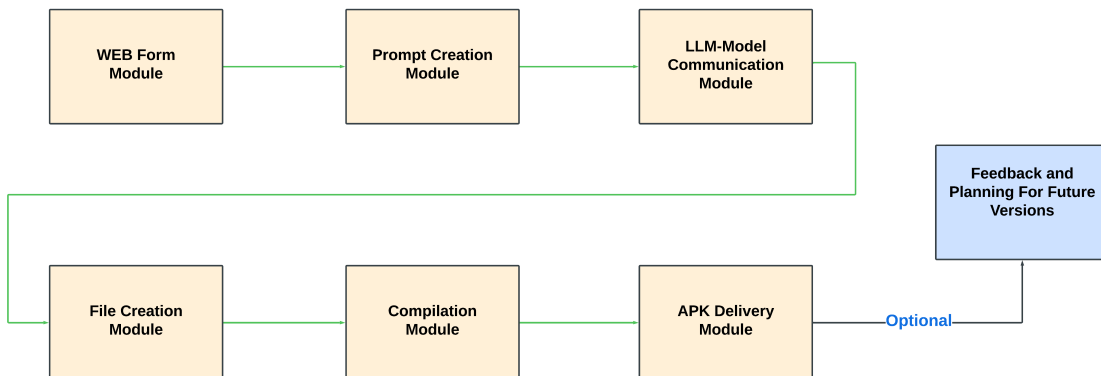 WEB Form
Module
Prompt Creation
Module
LLM-Model
Communication
Module
Feedback and
Planning For Future
Versions
File Creation
Module
Compilation
Module
APK Delivery
Module
Optional